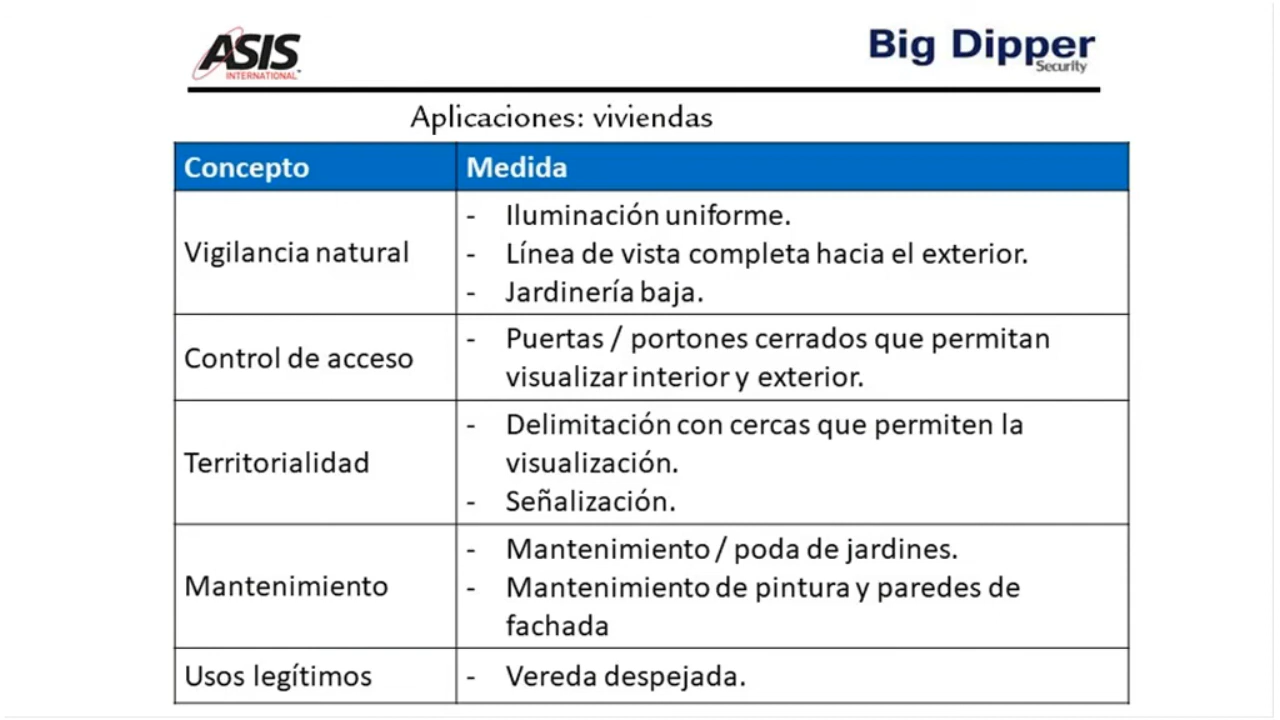 ASIS
INTERNATIONAL™
Big Dipper
Security
Aplicaciones: viviendas
Concepto
Medida
Vigilancia natural
- Iluminación uniforme.
- Línea de vista completa hacia el exterior.
- Jardinería baja.
Control de acceso
- Puertas / portones cerrados que permitan
visualizar interior y exterior.
Territorialidad
- Delimitación con cercas que permiten la
visualización.
- Señalización.
Mantenimiento
- Mantenimiento / poda de jardines.
- Mantenimiento de pintura y paredes de
fachada
Usos legítimos
- Vereda despejada.